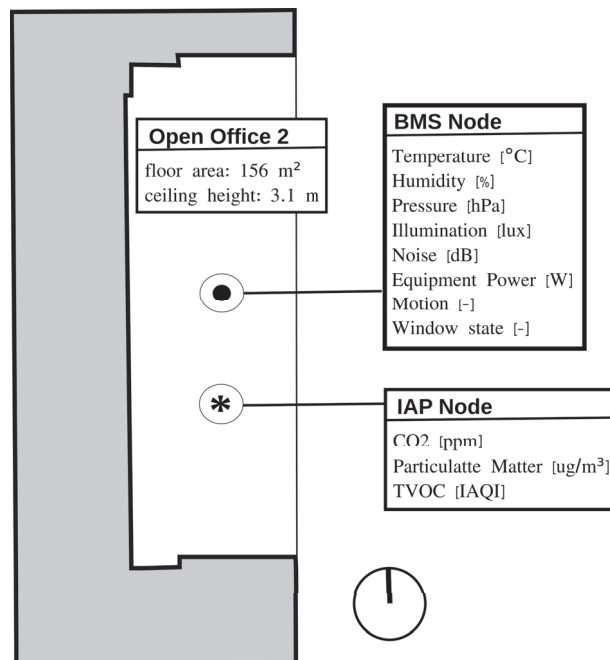 Open Office 2
floor area: 156 m²
ceiling height: 3.1 m
BMS Node
Temperature [°C]
Humidity [%]
Pressure [hPa]
Illumination [lux]
Noise [dB]
Equipment Power [W]
Motion [-]
Window state [-]
*
IAP Node
CO2 [ppm]
Particulatte Matter [ug/m³]
TVOC [IAQI]